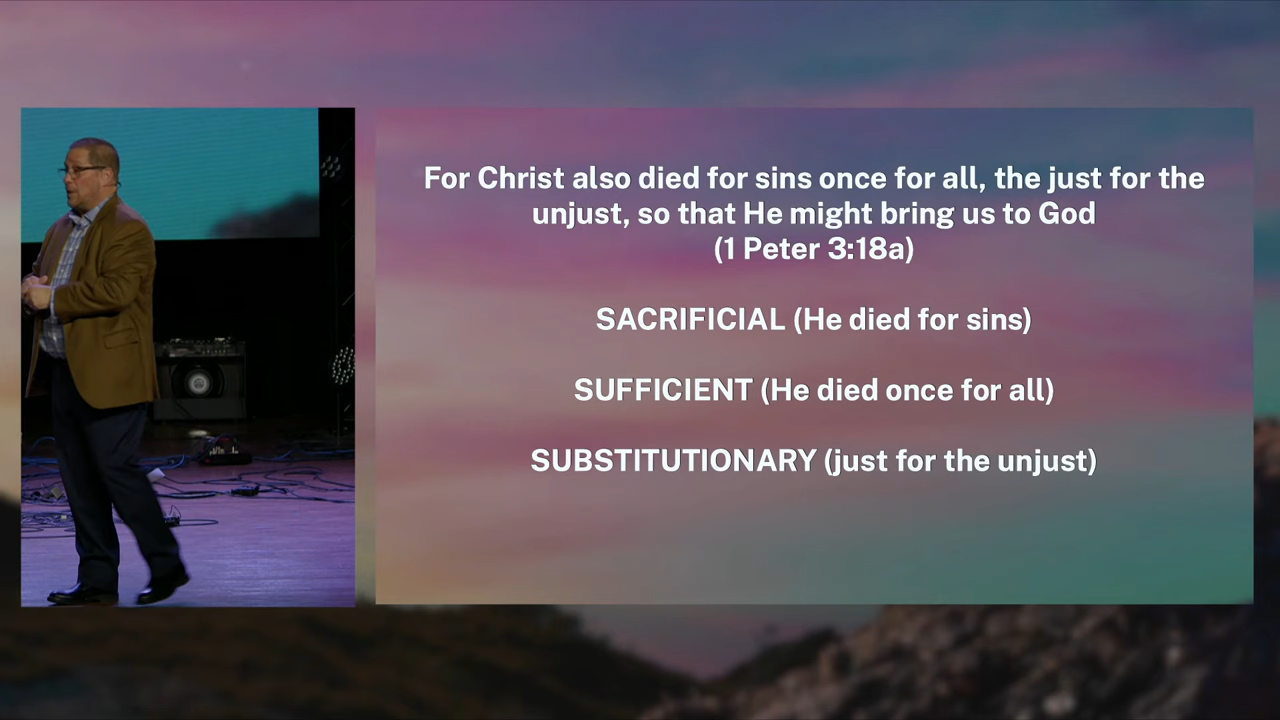 For Christ also died for sins once for all, the just for the
unjust, so that He might bring us to God
(1 Peter 3:18a)
SACRIFICIAL (He died for sins)
SUFFICIENT (He died once for all)
SUBSTITUTIONARY (just for the unjust)